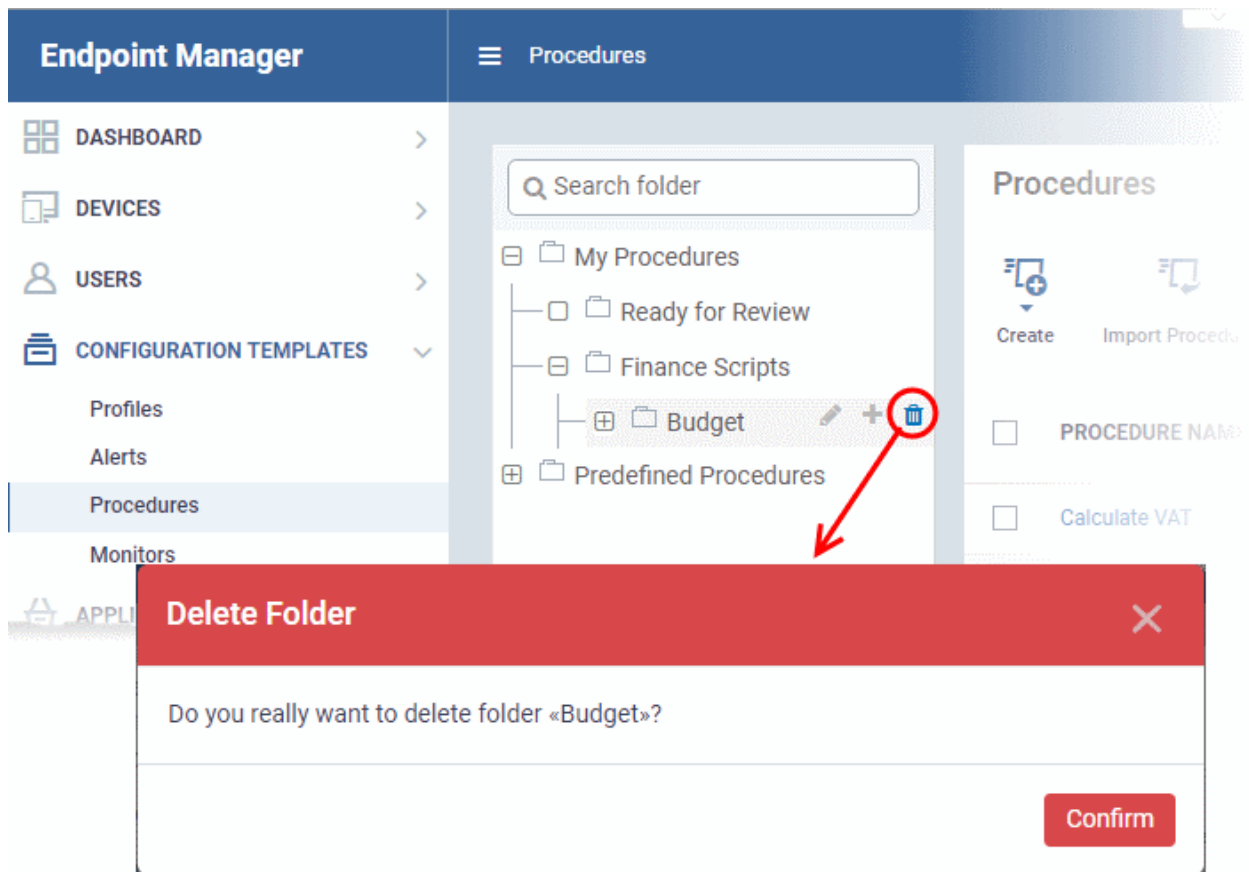 Endpoint Manager
Procedures
DASHBOARD
DEVICES
USERS
CONFIGURATION TEMPLATES
Profiles
Alerts
Procedures
Monitors
Search folder
My Procedures
Ready for Review
Finance Scripts
Budget
Predefined Procedures
Procedures
Create
Import
PROCEDURE
Calculate VAT
Delete Folder
Do you really want to delete folder «Budget»?
Confirm